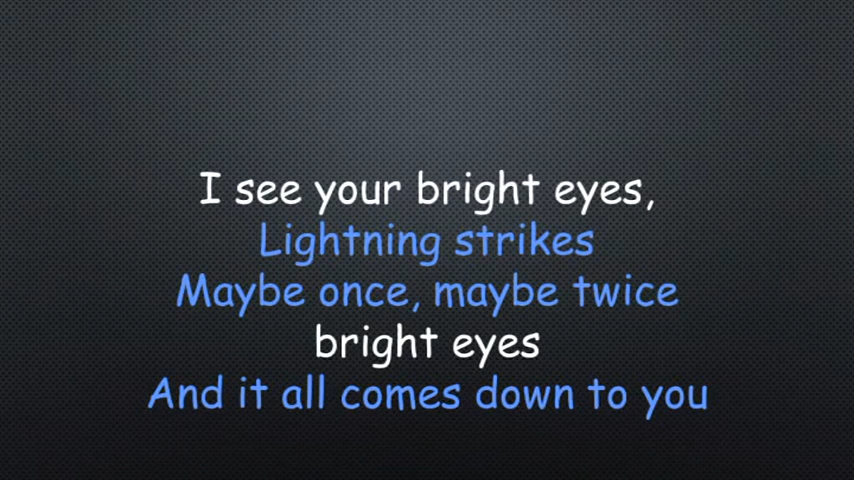 I see your bright eyes,
Lightning strikes
Maybe once, maybe twice
bright eyes
And it all comes down to you